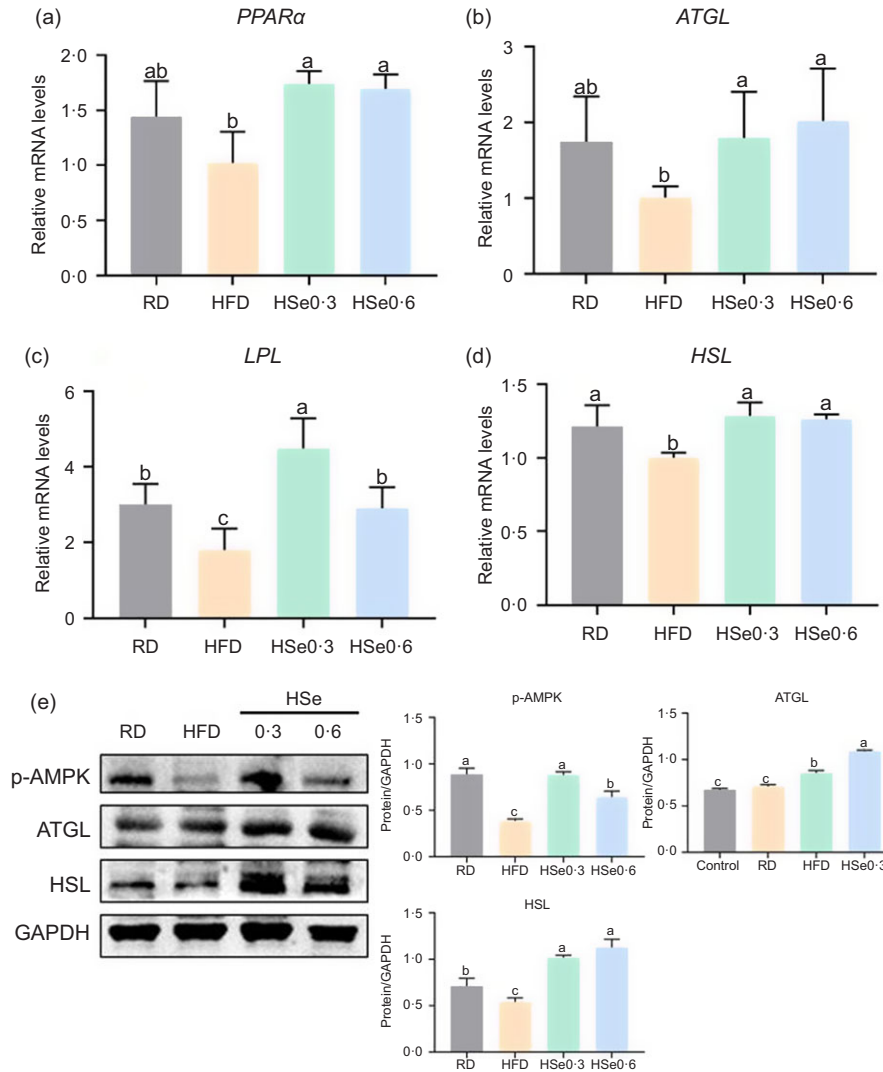 (a) PPARα
Relative mRNA levels
2·0
1·5
1·0
0·5
0·0
ab
b
a
a
RD HFD HSe0·3 HSe0·6
(b) ATGL
Relative mRNA levels
3
2
1
0
ab
b
a
a
RD HFD HSe0·3 HSe0·6
(c) LPL
Relative mRNA levels
6
4
2
0
b
c
a
b
RD HFD HSe0·3 HSe0·6
(d) HSL
Relative mRNA levels
1·5
1·0
0·5
0·0
a
b
a
a
RD HFD HSe0·3 HSe0·6
(e)
HSe
RD HFD 0·3 0·6
p-AMPK
ATGL
HSL
GAPDH
p-AMPK
Protein/GAPDH
1·5
1·0
0·5
0·0
a
c
a
b
RD HFD HSe0·3 HSe0·6
ATGL
Protein/GAPDH
1·5
1·0
0·5
0·0
c
c
b
a
Control RD HFD HSe0·3
HSL
Protein/GAPDH
1·5
1·0
0·5
0·0
b
c
a
a
RD HFD HSe0·3 HSe0·6